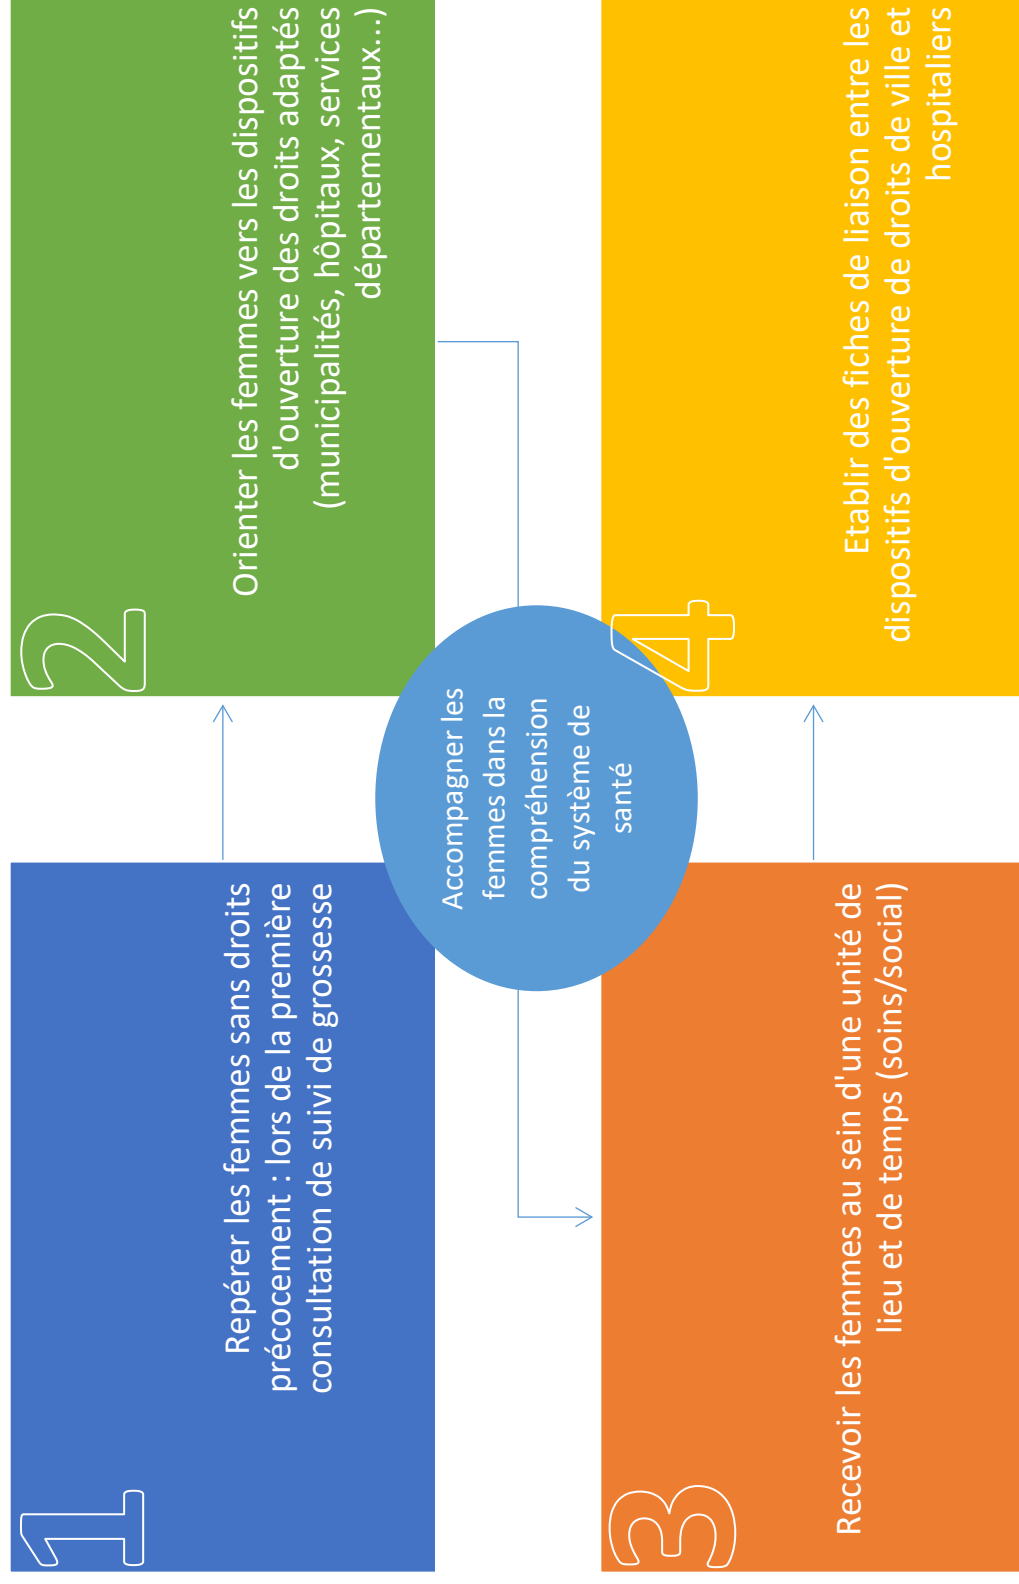 1
Repérer les femmes sans droits
précocement : lors de la première
consultation de suivi de grossesse
2
Orienter les femmes vers les dispositifs
d'ouverture des droits adaptés
(municipalités, hôpitaux, services
départementaux...)
Accompagner les
femmes dans la
compréhension
du système de
santé
3
Recevoir les femmes au sein d'une unité de
lieu et de temps (soins/social)
4
Etablir des fiches de liaison entre les
dispositifs d'ouverture de droits de ville et
hospitaliers